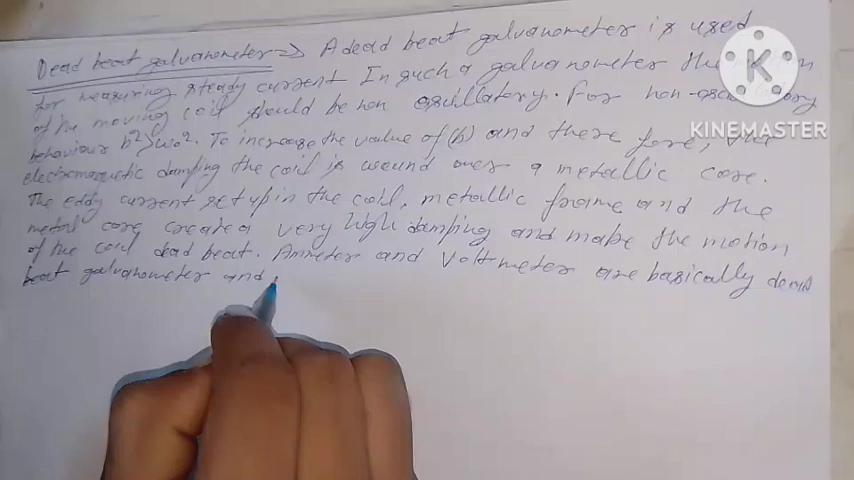 Dead beat galvanometer => A dead beat galvanometer is used
for measuring steady current In such a galvanometer the
of the moving coil should be non oscillatory. For non-oscillatory
behaviour b²>ωo². To increase the value of (b) and there fore, the
electromagnetic damping the coil is wound over a metallic core.
The eddy current set up in the coil, metallic frame and the
metal core create a very high damping and make the motion
of the coil dead beat. Ammeter and Voltmeter are basically dead
beat galvanometer and
KINEMASTER